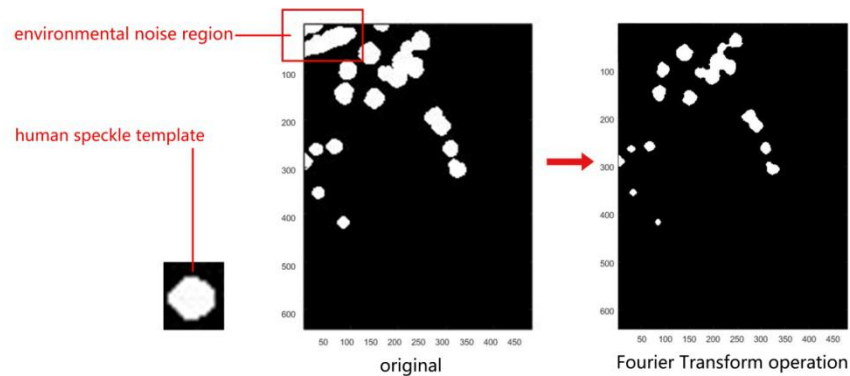 environmental noise region
human speckle template
100
200
300
400
500
600
50 100 150 200 250 300 350 400 450
original
100
200
300
400
500
600
50 100 150 200 250 300 350 400 450
Fourier Transform operation